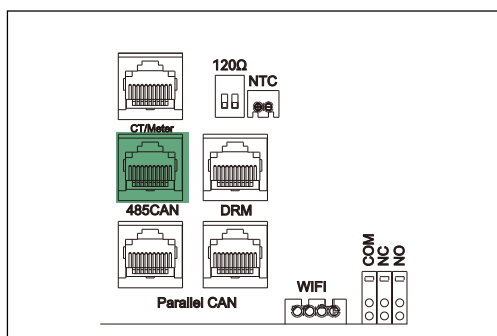 120Ω
NTC
CT/Meter
485CAN
DRM
Parallel CAN
WIFI
COM
NC
NO